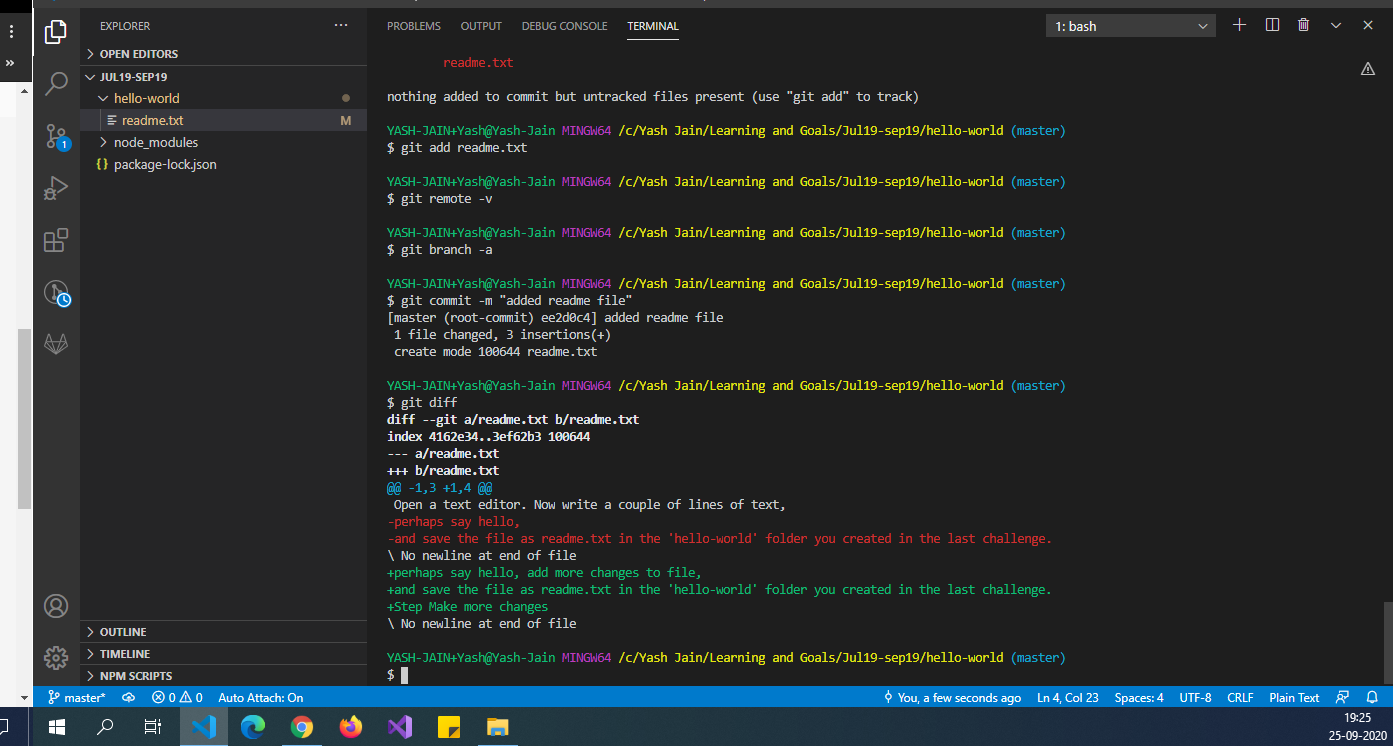 EXPLORER
···
PROBLEMS
OUTPUT
DEBUG CONSOLE
TERMINAL
1: bash
OPEN EDITORS
JUL19-SEP19
hello-world
readme.txt
M
node_modules
{} package-lock.json
1
readme.txt
nothing added to commit but untracked files present (use "git add" to track)
YASH-JAIN+Yash@Yash-Jain MINGW64 /c/Yash Jain/Learning and Goals/Jul19-sep19/hello-world (master)
$ git add readme.txt
YASH-JAIN+Yash@Yash-Jain MINGW64 /c/Yash Jain/Learning and Goals/Jul19-sep19/hello-world (master)
$ git remote -v
YASH-JAIN+Yash@Yash-Jain MINGW64 /c/Yash Jain/Learning and Goals/Jul19-sep19/hello-world (master)
$ git branch -a
YASH-JAIN+Yash@Yash-Jain MINGW64 /c/Yash Jain/Learning and Goals/Jul19-sep19/hello-world (master)
$ git commit -m "added readme file"
[master (root-commit) ee2d0c4] added readme file
1 file changed, 3 insertions(+)
create mode 100644 readme.txt
YASH-JAIN+Yash@Yash-Jain MINGW64 /c/Yash Jain/Learning and Goals/Jul19-sep19/hello-world (master)
$ git diff
diff --git a/readme.txt b/readme.txt
index 4162e34..3ef62b3 100644
--- a/readme.txt
+++ b/readme.txt
@@ -1,3 +1,4 @@
Open a text editor. Now write a couple of lines of text,
-perhaps say hello,
-and save the file as readme.txt in the 'hello-world' folder you created in the last challenge.
\ No newline at end of file
+perhaps say hello, add more changes to file,
+and save the file as readme.txt in the 'hello-world' folder you created in the last challenge.
+Step Make more changes
\ No newline at end of file
YASH-JAIN+Yash@Yash-Jain MINGW64 /c/Yash Jain/Learning and Goals/Jul19-sep19/hello-world (master)
$
OUTLINE
TIMELINE
NPM SCRIPTS
master*
0
0
Auto Attach: On
You, a few seconds ago
Ln 4, Col 23
Spaces: 4
UTF-8
CRLF
Plain Text
19:25
25-09-2020